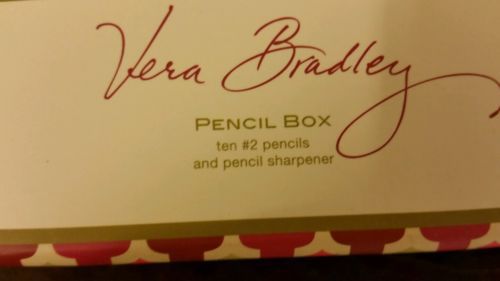 Vera Bradley
PENCIL BOX
ten #2 pencils
and pencil sharpener